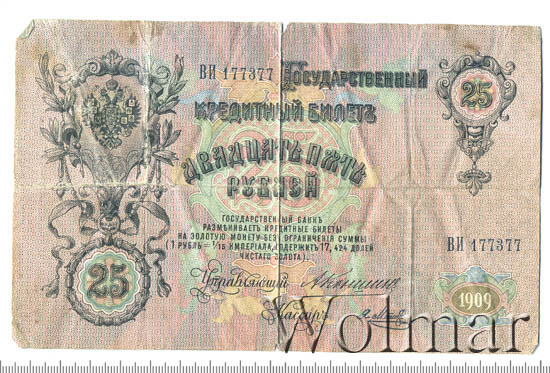 ВИ 177377
ГОСУДАРСТВЕННЫЙ
КРЕДИТНЫЙ БИЛЕТЪ
ДВАДЦАТЬ ПЯТЬ
РУБЛЕЙ
25
ГОСУДАРСТВЕННЫЙ БАНКЪ
РАЗМѢНИВАЕТЪ КРЕДИТНЫЕ БИЛЕТЫ
НА ЗОЛОТУЮ МОНЕТУ БЕЗЪ ОГРАНИЧЕНІЯ СУММЫ
(1 РУБЛЬ = 1/15 ИМПЕРІАЛА, СОДЕРЖИТЪ 17,424 ДОЛЕЙ
ЧИСТАГО ЗОЛОТА).
ВИ 177377
25
Управляющій
Кассиръ
1909
Wolmar